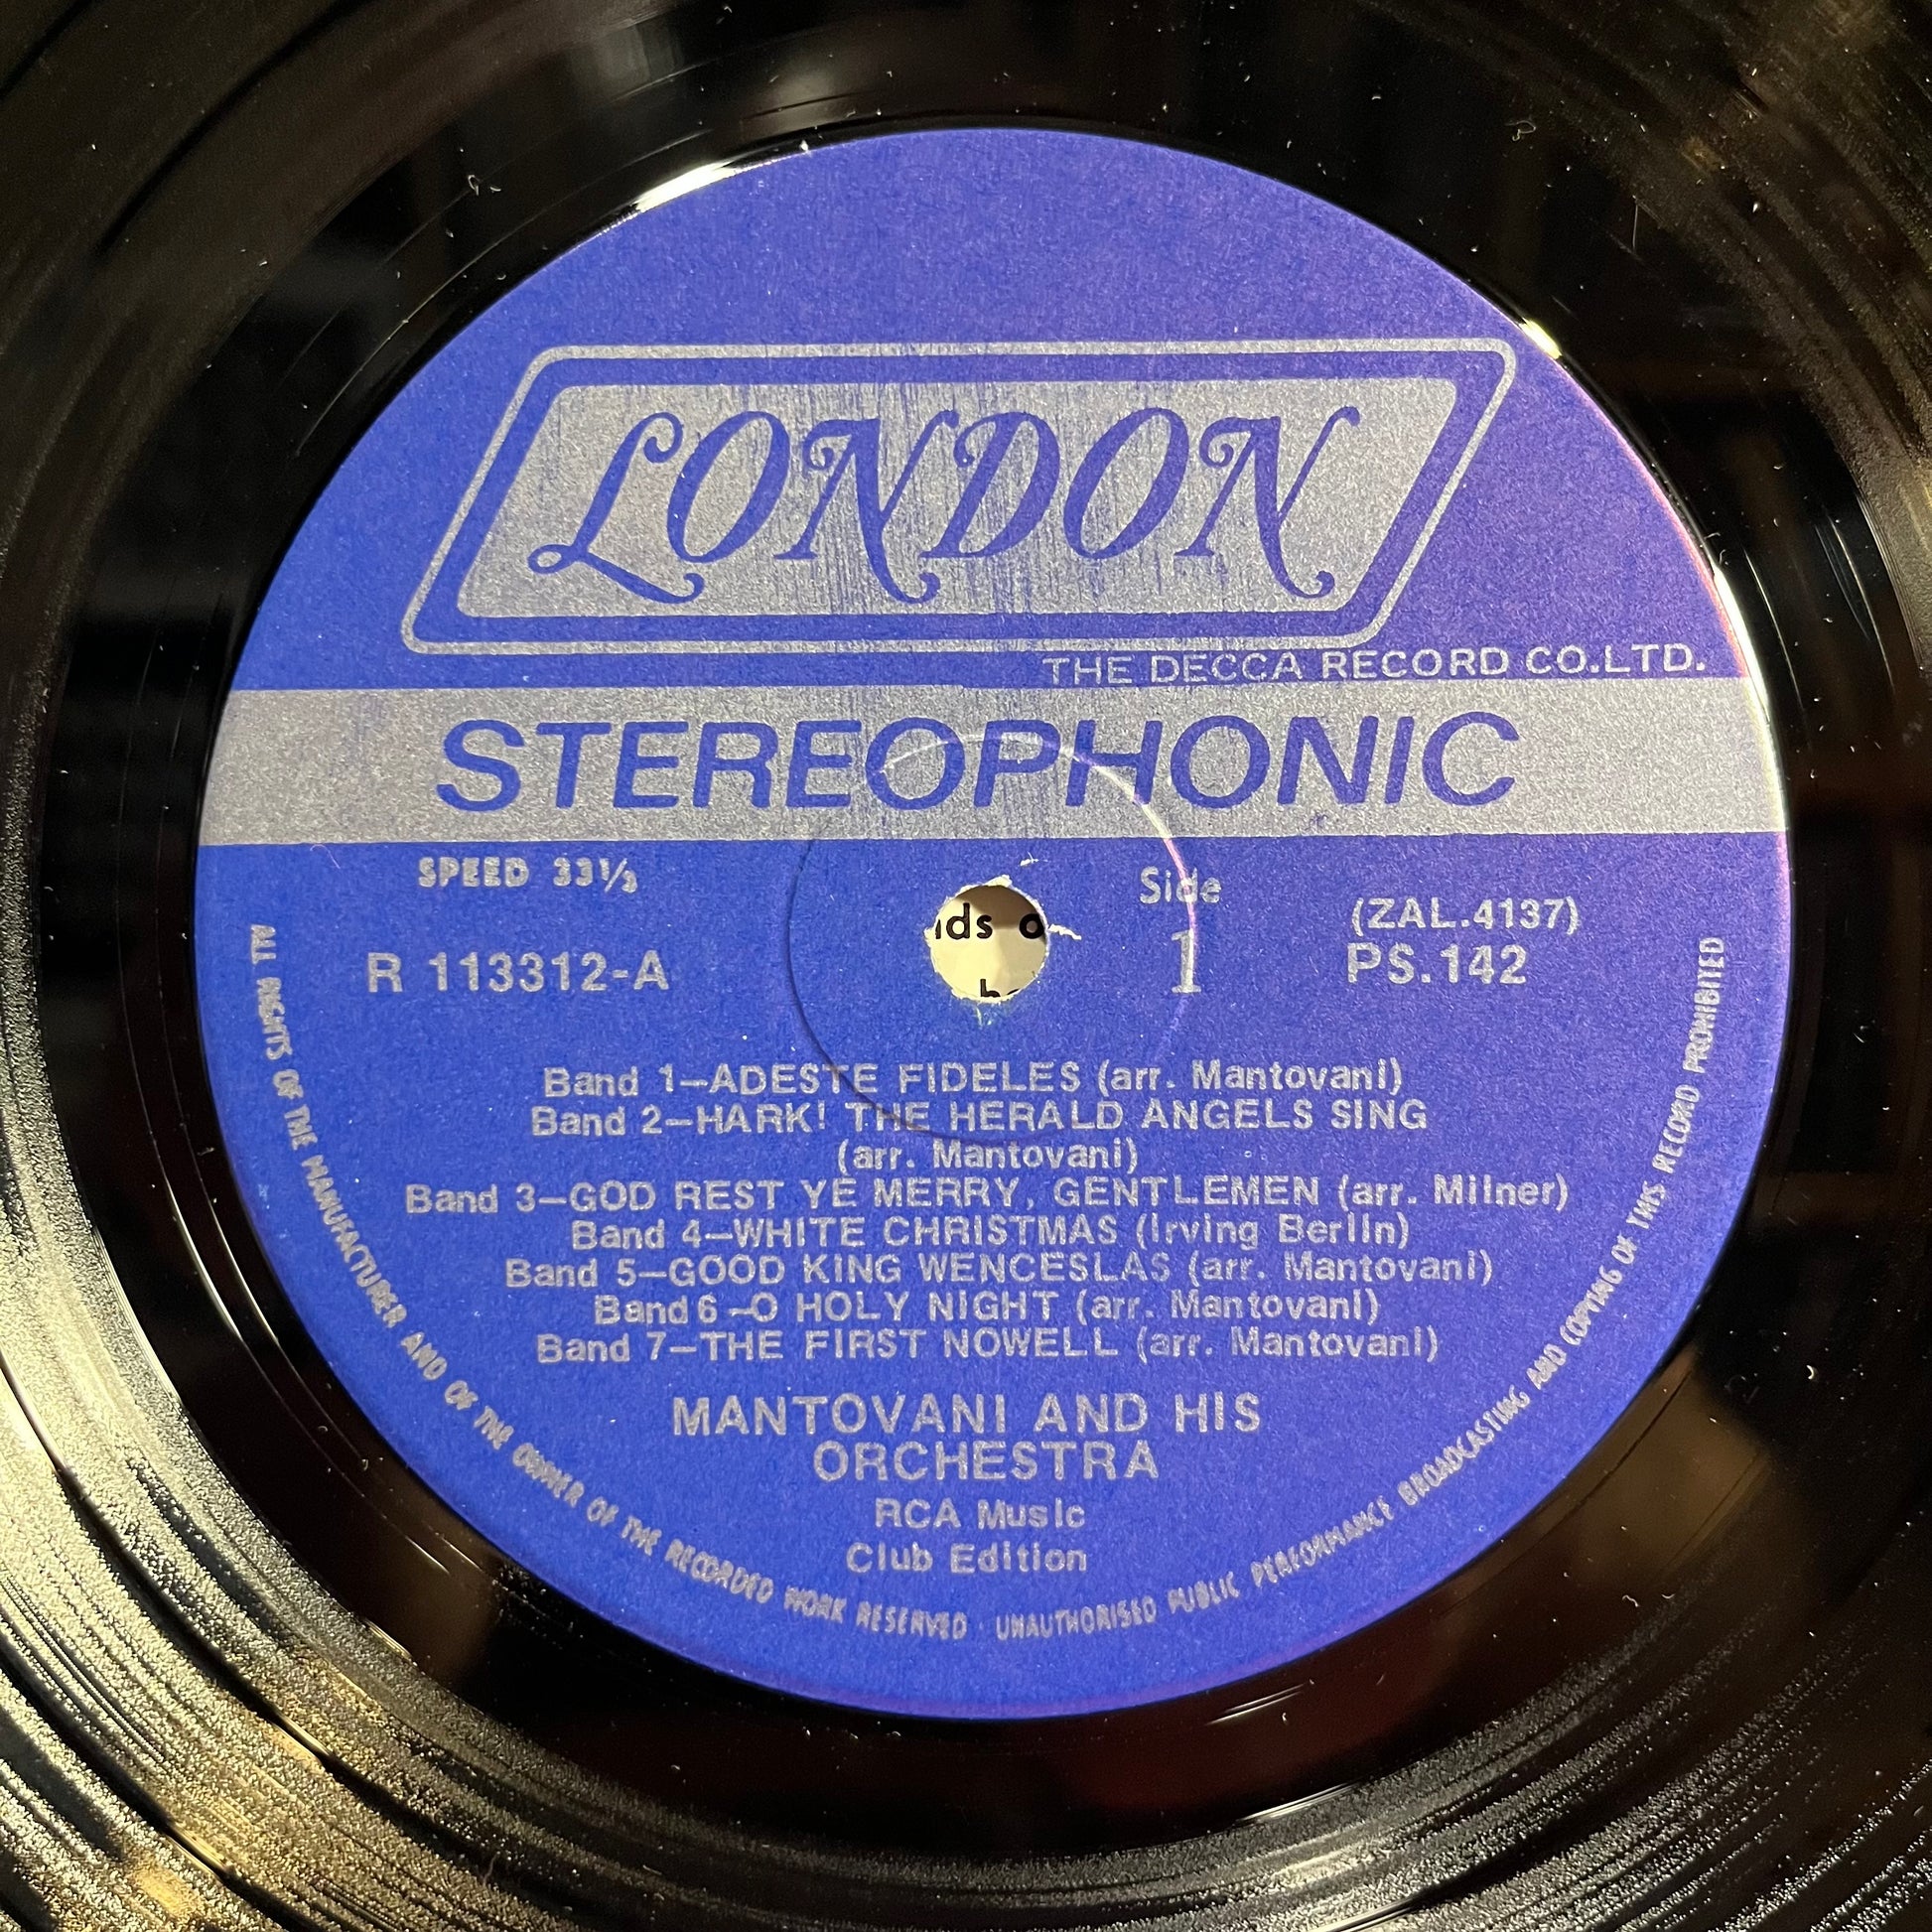 LONDON
THE DECCA RECORD CO.LTD.
STEREOPHONIC
SPEED 33⅓
Side
1
(ZAL.4137)
R 113312-A
PS.142
Band 1—ADESTE FIDELES (arr. Mantovani)
Band 2—HARK! THE HERALD ANGELS SING
(arr. Mantovani)
Band 3—GOD REST YE MERRY, GENTLEMEN (arr. Milner)
Band 4—WHITE CHRISTMAS (Irving Berlin)
Band 5—GOOD KING WENCESLAS (arr. Mantovani)
Band 6—O HOLY NIGHT (arr. Mantovani)
Band 7—THE FIRST NOWELL (arr. Mantovani)
MANTOVANI AND HIS
ORCHESTRA
RCA Music
Club Edition
ALL RIGHTS OF THE MANUFACTURER AND OF THE OWNER OF THE RECORDED WORK RESERVED · UNAUTHORISED PUBLIC PERFORMANCE BROADCASTING AND COPYING OF THIS RECORD PROHIBITED